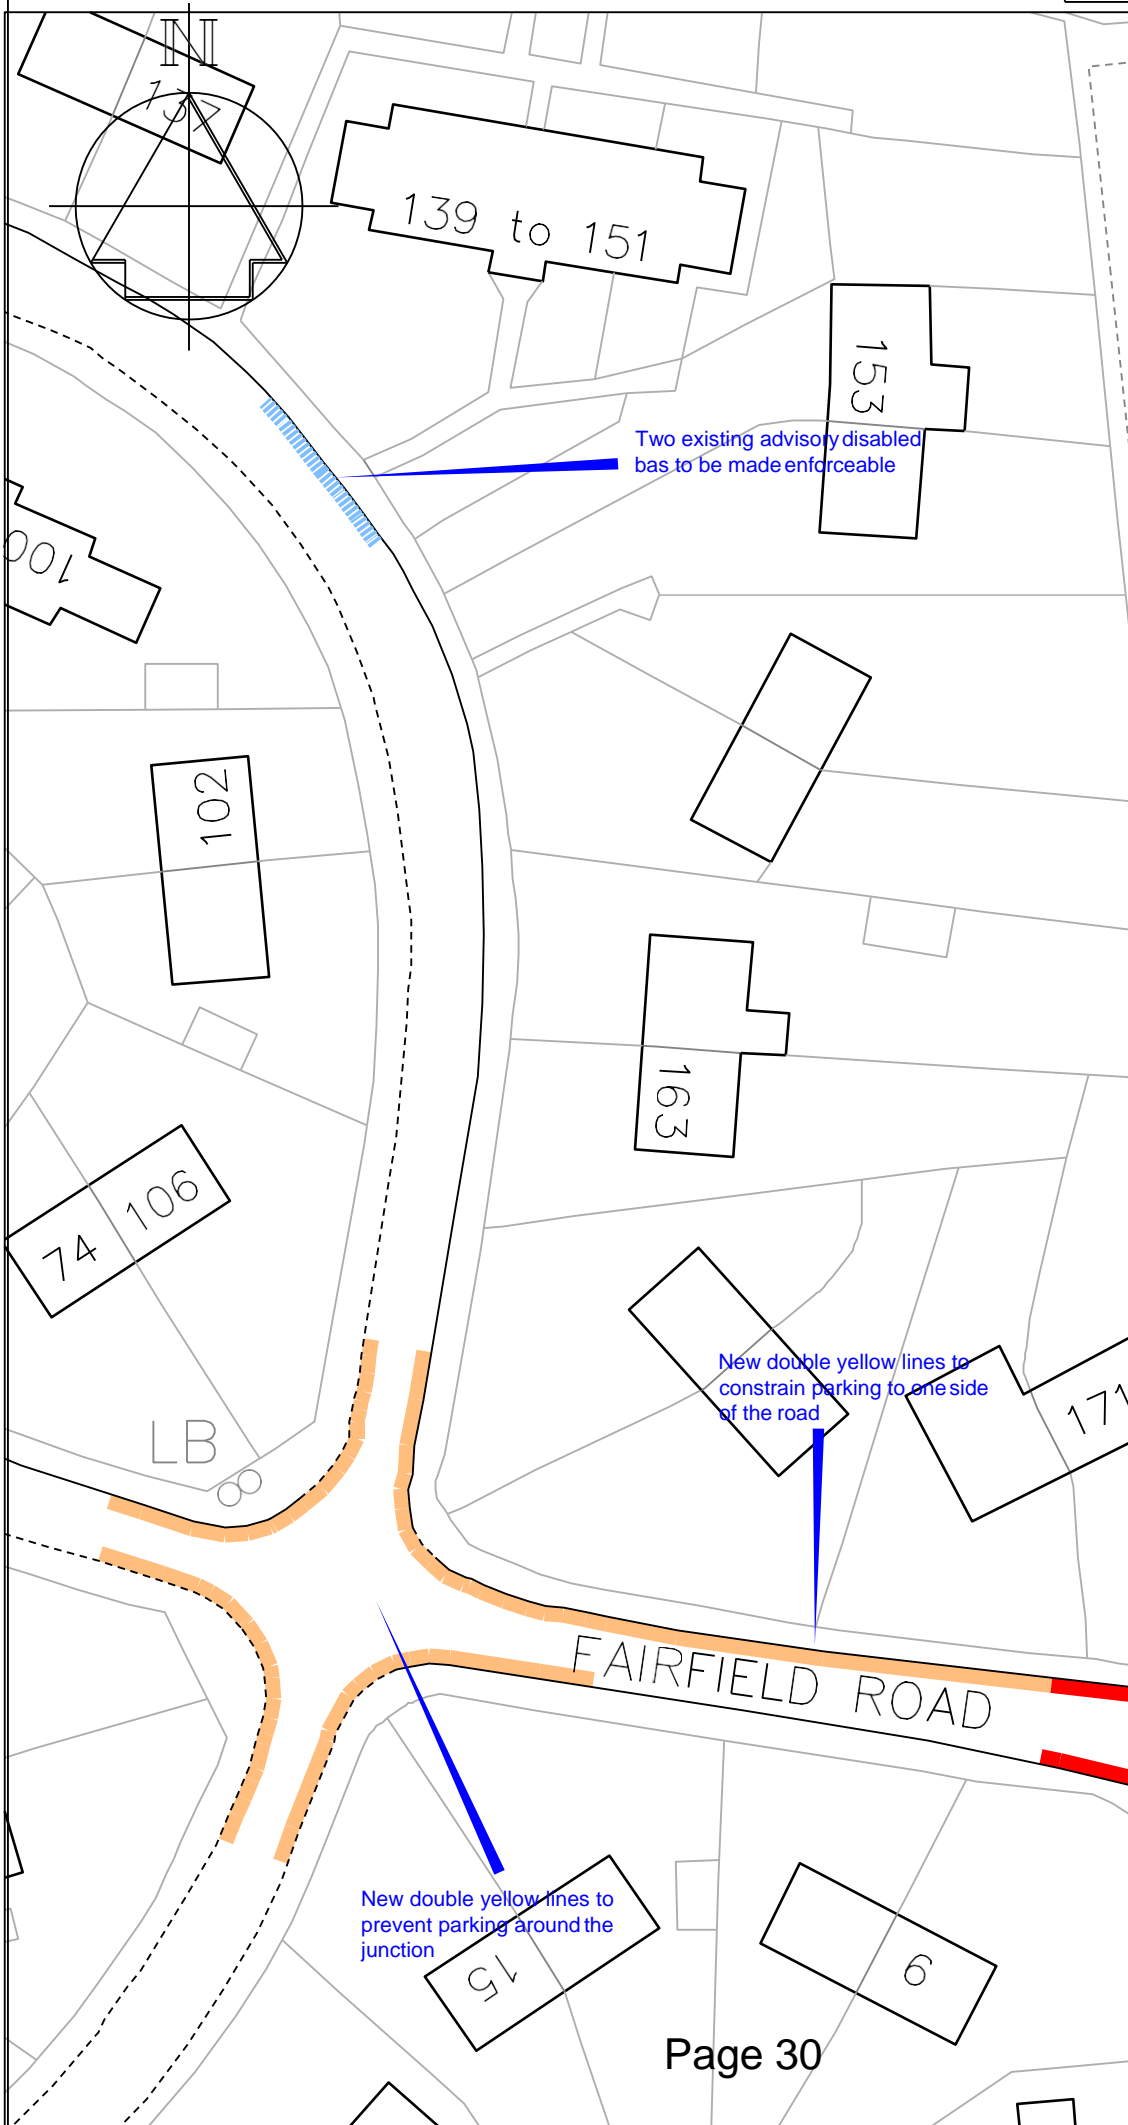 N
137
139 to 151
153
Two existing advisory disabled
bas to be made enforceable
100
102
163
106
74
New double yellow lines to
constrain parking to one side
of the road
171
LB
FAIRFIELD ROAD
New double yellow lines to
prevent parking around the
junction
15
9
Page 30